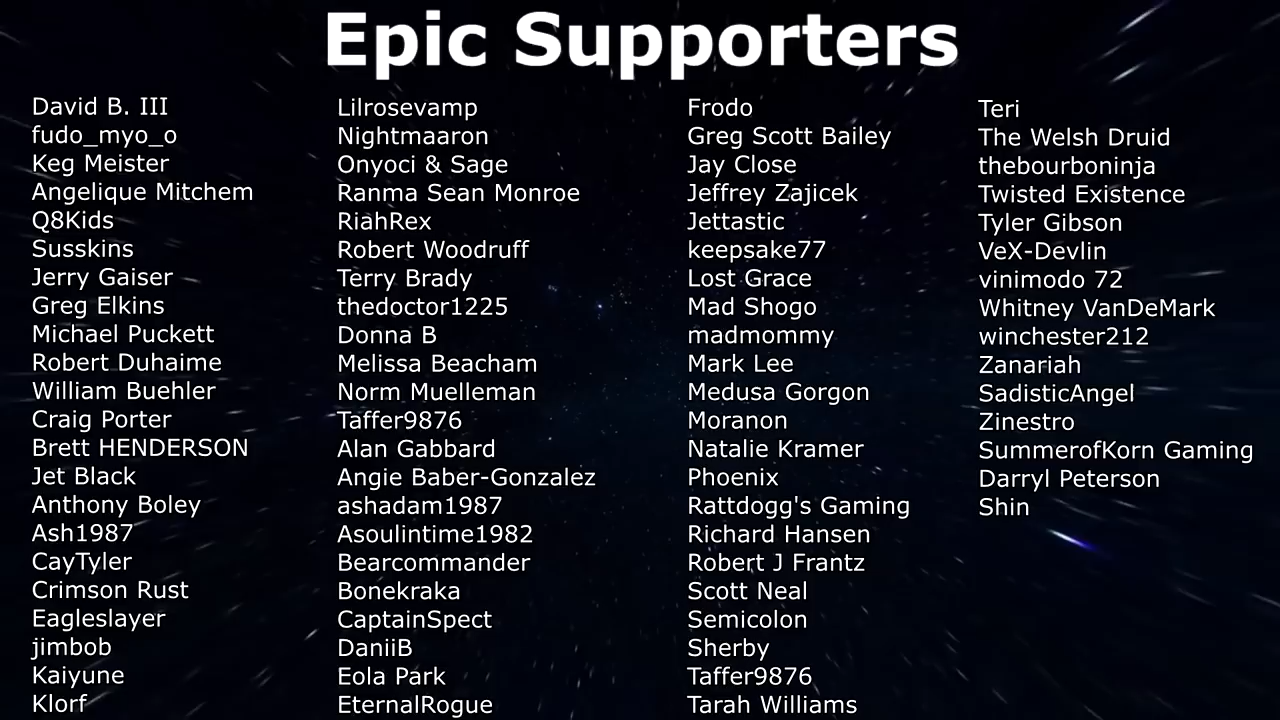 Epic Supporters
David B. III
fudo_myo_o
Keg Meister
Angelique Mitchem
Q8Kids
Susskins
Jerry Gaiser
Greg Elkins
Michael Puckett
Robert Duhaime
William Buehler
Craig Porter
Brett HENDERSON
Jet Black
Anthony Boley
Ash1987
CayTyler
Crimson Rust
Eagleslayer
jimbob
Kaiyune
Klorf
Lilrosevamp
Nightmaaron
Onyoci & Sage
Ranma Sean Monroe
RiahRex
Robert Woodruff
Terry Brady
thedoctor1225
Donna B
Melissa Beacham
Norm Muelleman
Taffer9876
Alan Gabbard
Angie Baber-Gonzalez
ashadam1987
Asoulintime1982
Bearcommander
Bonekraka
CaptainSpect
DaniiB
Eola Park
EternalRogue
Frodo
Greg Scott Bailey
Jay Close
Jeffrey Zajicek
Jettastic
keepsake77
Lost Grace
Mad Shogo
madmommy
Mark Lee
Medusa Gorgon
Moranon
Natalie Kramer
Phoenix
Rattdogg's Gaming
Richard Hansen
Robert J Frantz
Scott Neal
Semicolon
Sherby
Taffer9876
Tarah Williams
Teri
The Welsh Druid
thebourboninja
Twisted Existence
Tyler Gibson
VeX-Devlin
vinimodo 72
Whitney VanDeMark
winchester212
Zanariah
SadisticAngel
Zinestro
SummerofKorn Gaming
Darryl Peterson
Shin